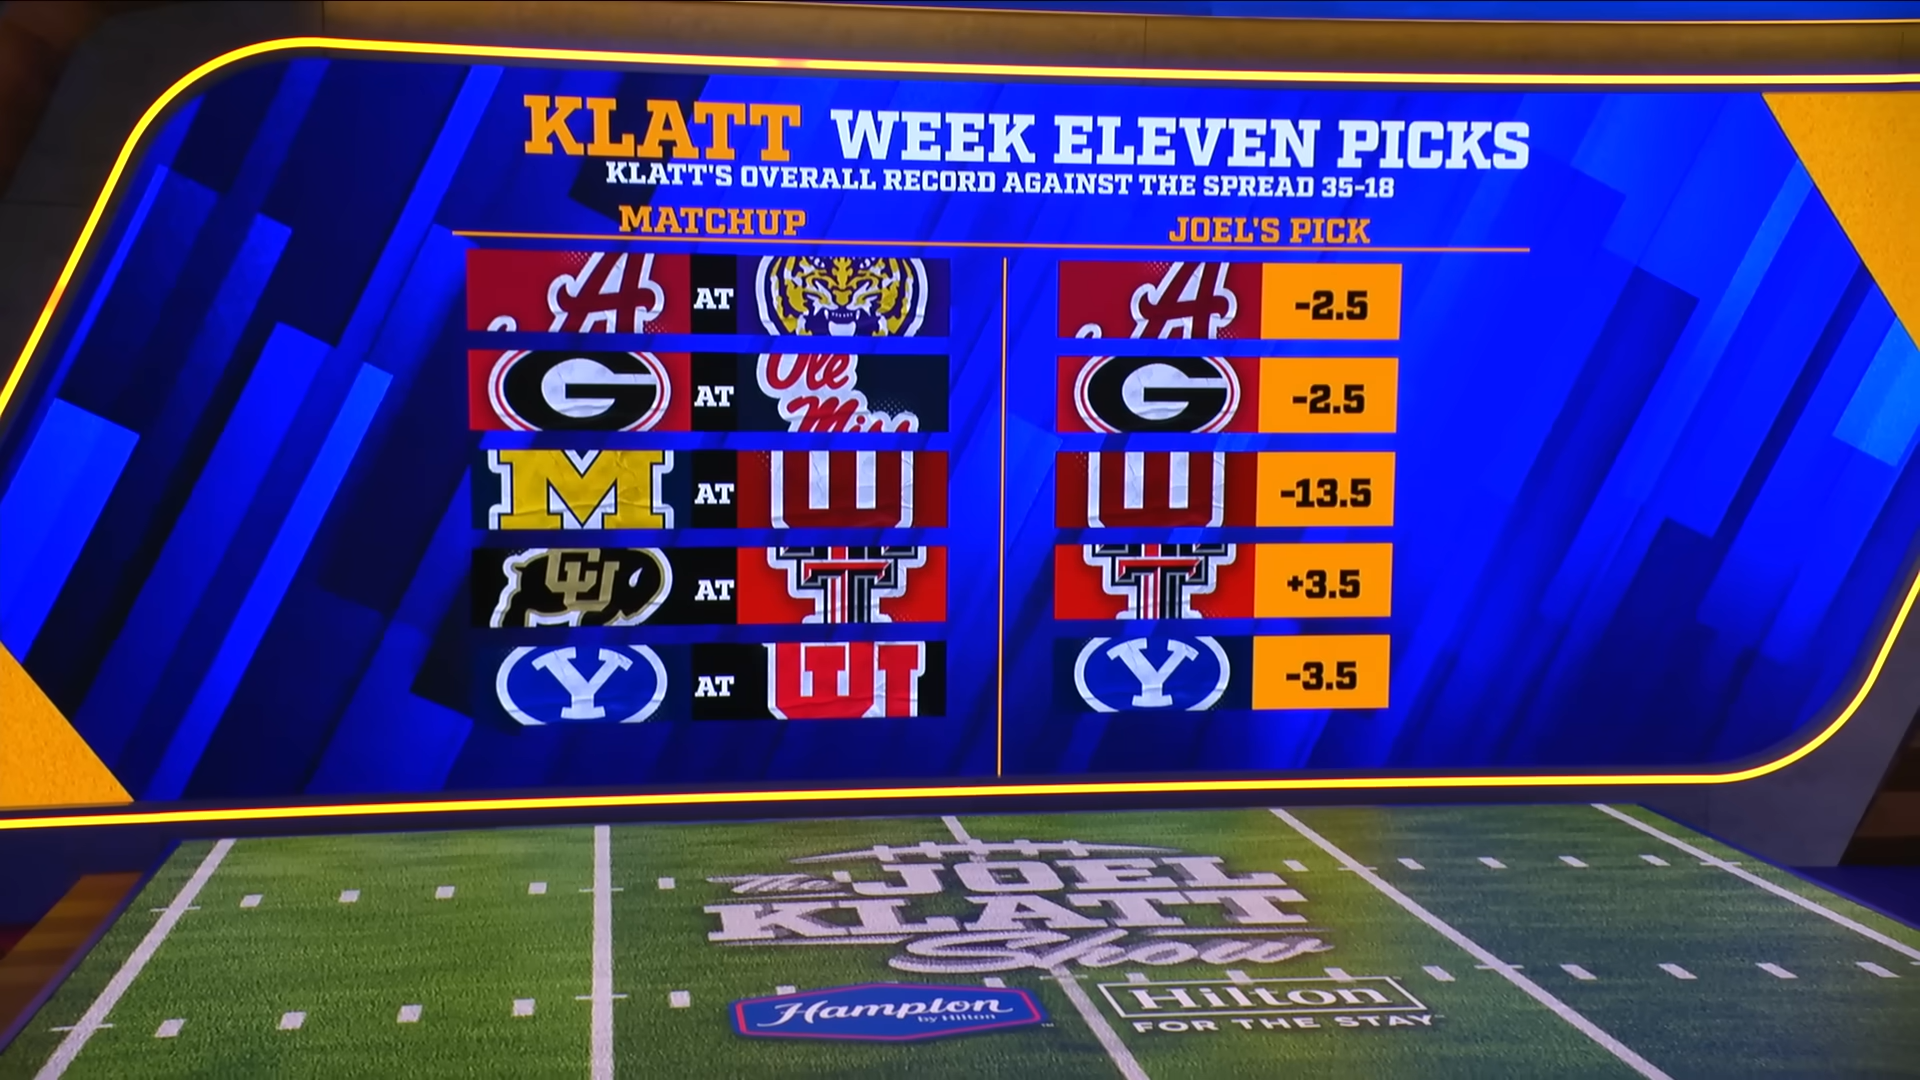 KLATT WEEK ELEVEN PICKS
KLATT'S OVERALL RECORD AGAINST THE SPREAD 35-18
MATCHUP JOEL'S PICK
A AT A -2.5
G AT Ole Miss G -2.5
M AT -13.5
CU AT T T +3.5
Y AT U Y -3.5
The JOEL
KLATT
Show
Hampton by Hilton
Hilton
FOR THE STAY